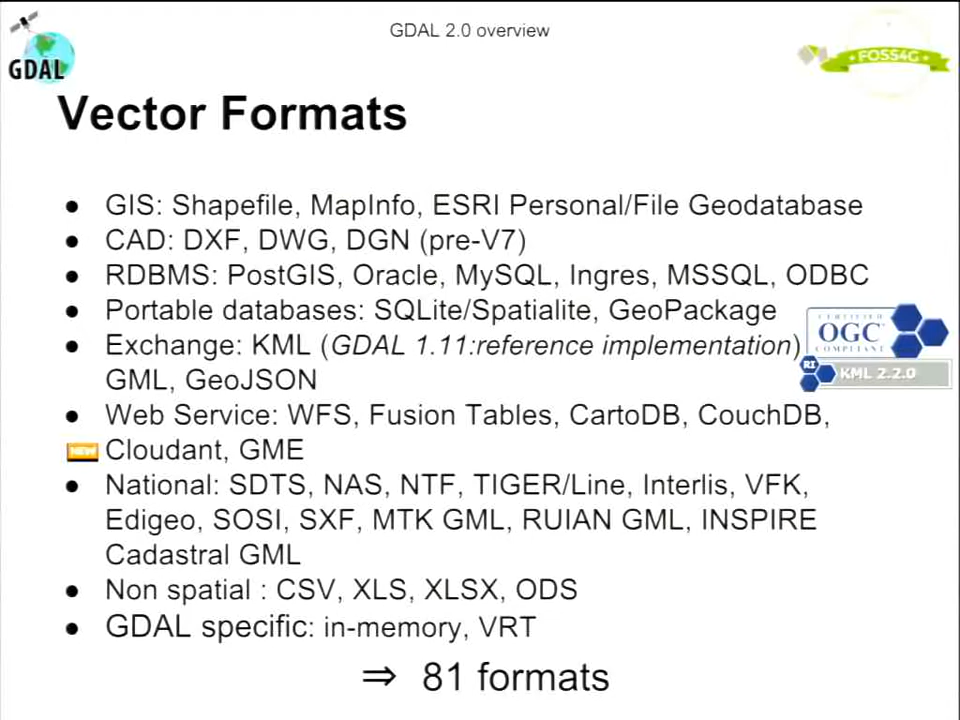 GDAL 2.0 overview
GDAL
FOSS4G
Vector Formats
● GIS: Shapefile, MapInfo, ESRI Personal/File Geodatabase
● CAD: DXF, DWG, DGN (pre-V7)
● RDBMS: PostGIS, Oracle, MySQL, Ingres, MSSQL, ODBC
● Portable databases: SQLite/Spatialite, GeoPackage
● Exchange: KML (GDAL 1.11:reference implementation)
GML, GeoJSON
CERTIFIED
OGC®
COMPLIANT
RI KML 2.2.0
● Web Service: WFS, Fusion Tables, CartoDB, CouchDB,
NEW Cloudant, GME
● National: SDTS, NAS, NTF, TIGER/Line, Interlis, VFK,
Edigeo, SOSI, SXF, MTK GML, RUIAN GML, INSPIRE
Cadastral GML
● Non spatial : CSV, XLS, XLSX, ODS
● GDAL specific: in-memory, VRT
⇒ 81 formats